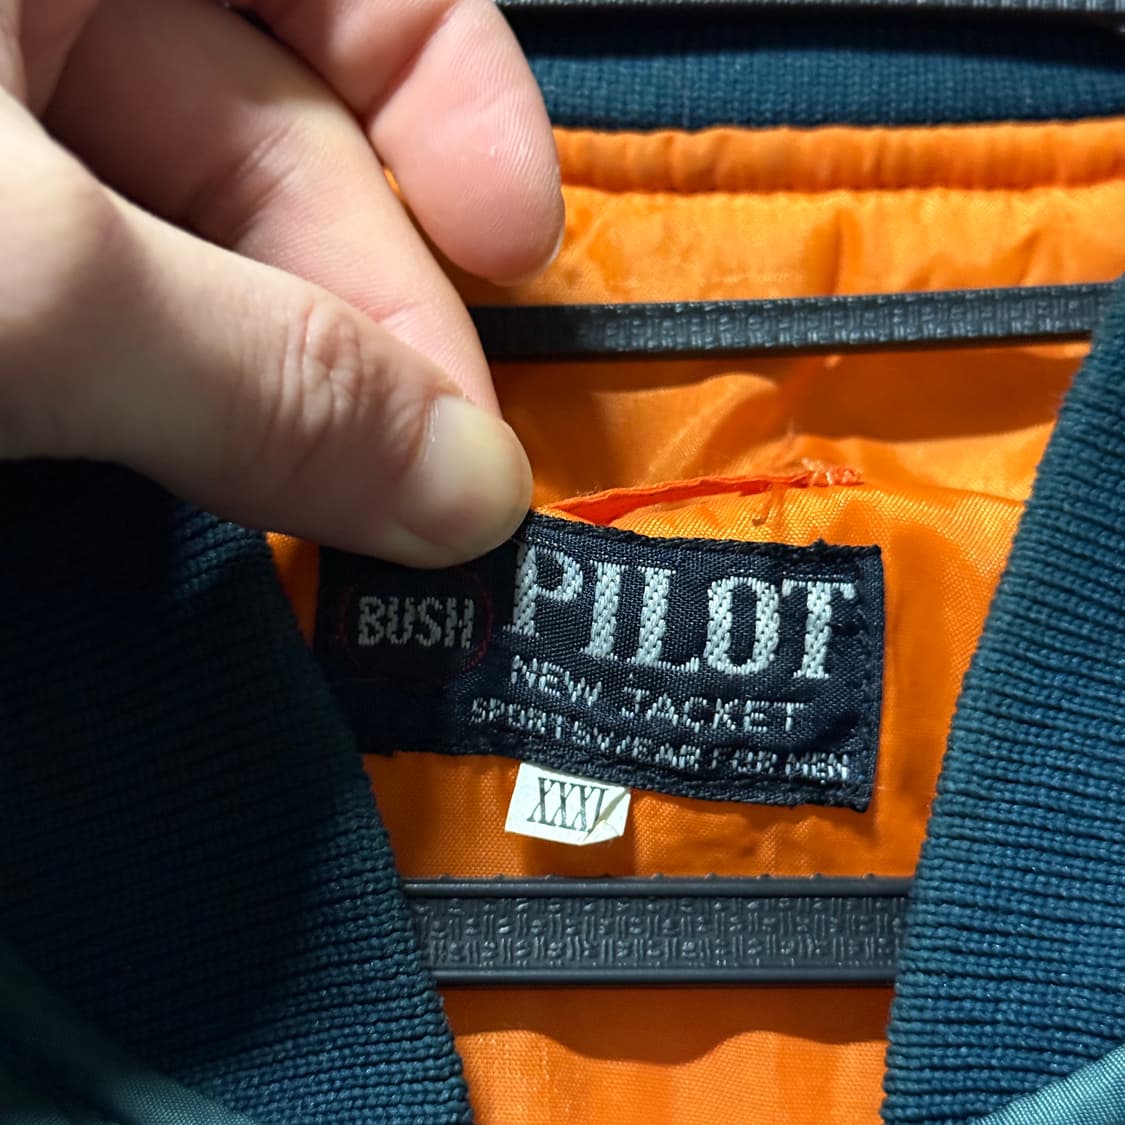 BUSH PILOT
NEW JACKET
SPORTSWEAR FOR MEN
XXXL